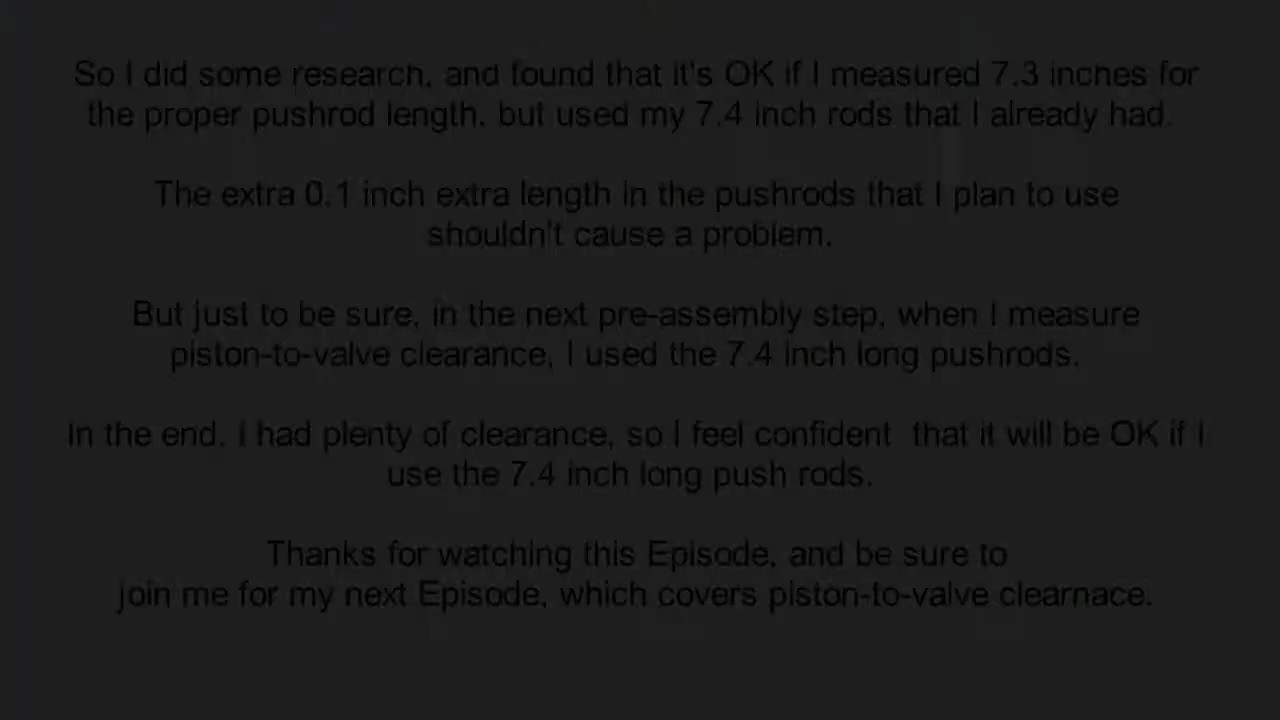 So I did some research, and found that it's OK if I measured 7.3 inches for
the proper pushrod length, but used my 7.4 inch rods that I already had.
The extra 0.1 inch extra length in the pushrods that I plan to use
shouldn't cause a problem.
But just to be sure, in the next pre-assembly step, when I measure
piston-to-valve clearance, I used the 7.4 inch long pushrods.
In the end, I had plenty of clearance, so I feel confident  that it will be OK if I
use the 7.4 inch long push rods.
Thanks for watching this Episode, and be sure to
join me for my next Episode, which covers piston-to-valve clearnace.